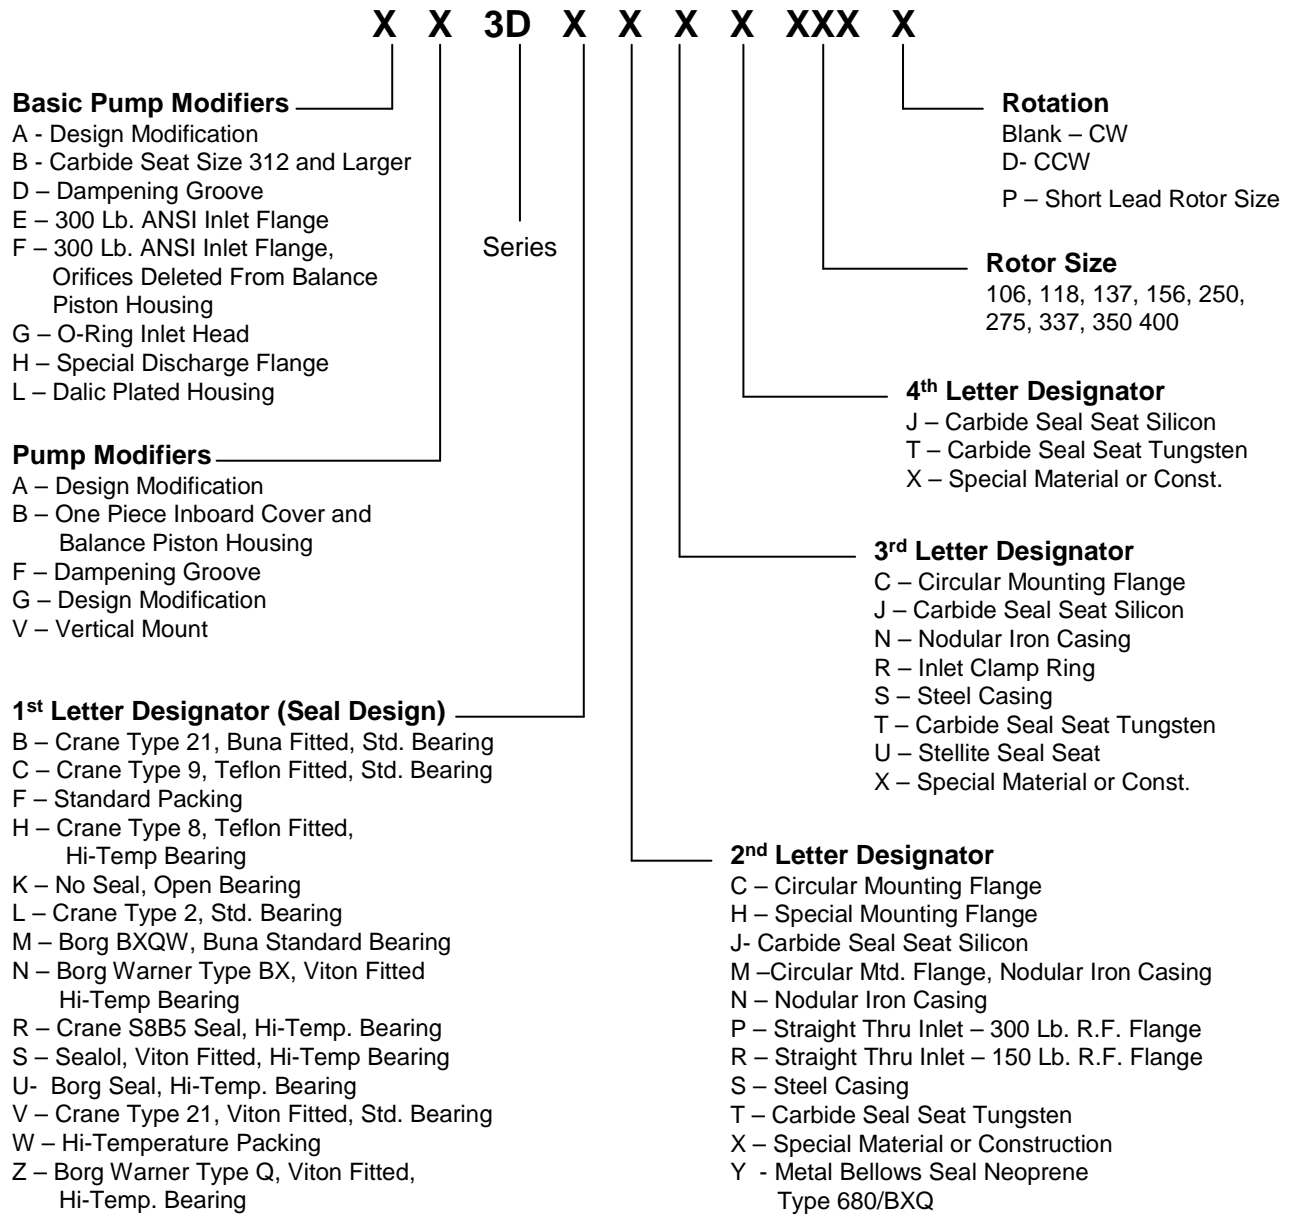 X X 3D X X X X XXX X
Basic Pump Modifiers
A - Design Modification
B - Carbide Seat Size 312 and Larger
D – Dampening Groove
E – 300 Lb. ANSI Inlet Flange
F – 300 Lb. ANSI Inlet Flange,
Orifices Deleted From Balance
Piston Housing
G – O-Ring Inlet Head
H – Special Discharge Flange
L – Dalic Plated Housing
Pump Modifiers
A – Design Modification
B – One Piece Inboard Cover and
Balance Piston Housing
F – Dampening Groove
G – Design Modification
V – Vertical Mount
1st Letter Designator (Seal Design)
B – Crane Type 21, Buna Fitted, Std. Bearing
C – Crane Type 9, Teflon Fitted, Std. Bearing
F – Standard Packing
H – Crane Type 8, Teflon Fitted,
Hi-Temp Bearing
K – No Seal, Open Bearing
L – Crane Type 2, Std. Bearing
M – Borg BXQW, Buna Standard Bearing
N – Borg Warner Type BX, Viton Fitted
Hi-Temp Bearing
R – Crane S8B5 Seal, Hi-Temp. Bearing
S – Sealol, Viton Fitted, Hi-Temp Bearing
U- Borg Seal, Hi-Temp. Bearing
V – Crane Type 21, Viton Fitted, Std. Bearing
W – Hi-Temperature Packing
Z – Borg Warner Type Q, Viton Fitted,
Hi-Temp. Bearing
Series
Rotation
Blank – CW
D- CCW
P – Short Lead Rotor Size
Rotor Size
106, 118, 137, 156, 250,
275, 337, 350 400
4th Letter Designator
J – Carbide Seal Seat Silicon
T – Carbide Seal Seat Tungsten
X – Special Material or Const.
3rd Letter Designator
C – Circular Mounting Flange
J – Carbide Seal Seat Silicon
N – Nodular Iron Casing
R – Inlet Clamp Ring
S – Steel Casing
T – Carbide Seal Seat Tungsten
U – Stellite Seal Seat
X – Special Material or Const.
2nd Letter Designator
C – Circular Mounting Flange
H – Special Mounting Flange
J- Carbide Seal Seat Silicon
M –Circular Mtd. Flange, Nodular Iron Casing
N – Nodular Iron Casing
P – Straight Thru Inlet – 300 Lb. R.F. Flange
R – Straight Thru Inlet – 150 Lb. R.F. Flange
S – Steel Casing
T – Carbide Seal Seat Tungsten
X – Special Material or Construction
Y - Metal Bellows Seal Neoprene
Type 680/BXQ